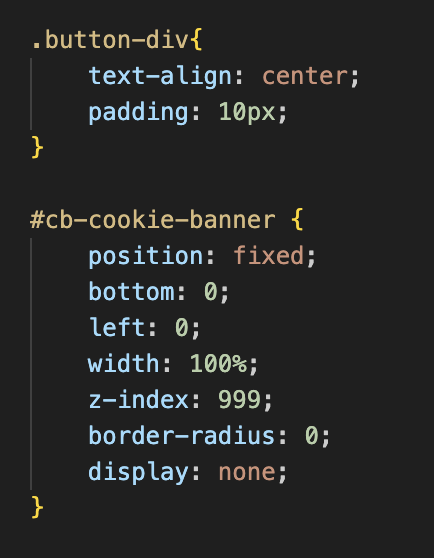 .button-div{
    text-align: center;
    padding: 10px;
}

#cb-cookie-banner {
    position: fixed;
    bottom: 0;
    left: 0;
    width: 100%;
    z-index: 999;
    border-radius: 0;
    display: none;
}